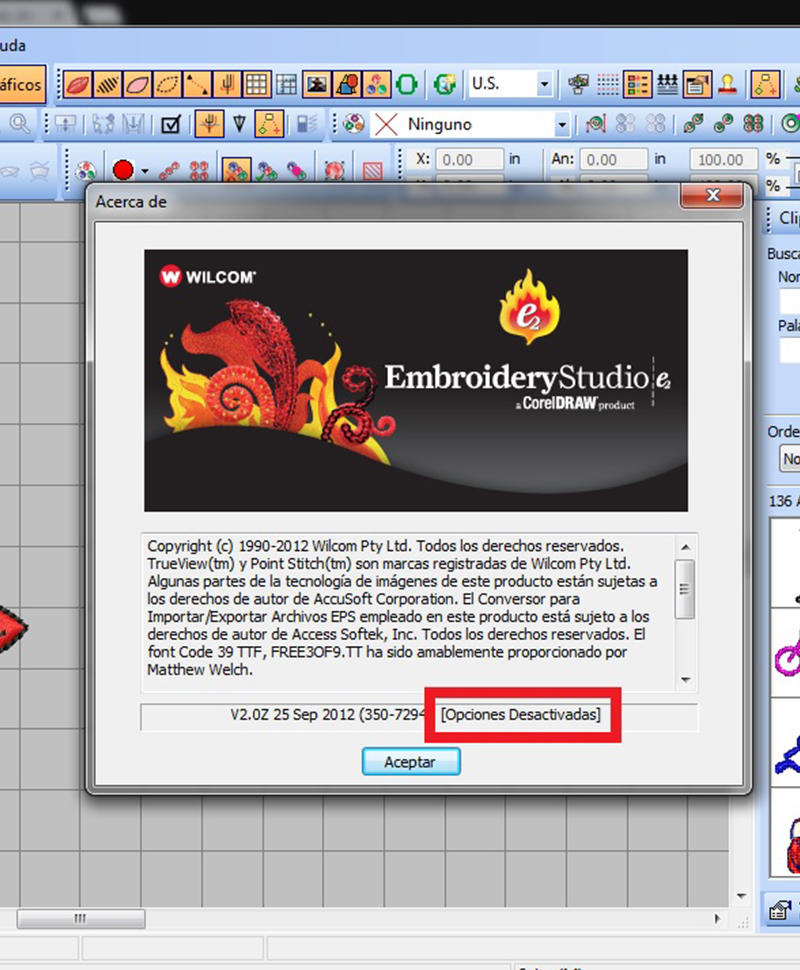 uda
áficos
U.S.
Ninguno
X: 0.00 in An: 0.00 in 100.00 %
%
Acerca de
Cli
Busca
Nor
Pala
W WILCOM
e2
EmbroideryStudio e2
a CorelDRAW product
Orde
No
136 A
Copyright (c) 1990-2012 Wilcom Pty Ltd. Todos los derechos reservados.
TrueView(tm) y Point Stitch(tm) son marcas registradas de Wilcom Pty Ltd.
Algunas partes de la tecnología de imágenes de este producto están sujetas a
los derechos de autor de AccuSoft Corporation. El Conversor para
Importar/Exportar Archivos EPS empleado en este producto está sujeto a los
derechos de autor de Access Softek, Inc. Todos los derechos reservados. El
font Code 39 TTF, FREE3OF9.TT ha sido amablemente proporcionado por
Matthew Welch.
V2.0Z 25 Sep 2012 (350-7294 [Opciones Desactivadas]
Aceptar